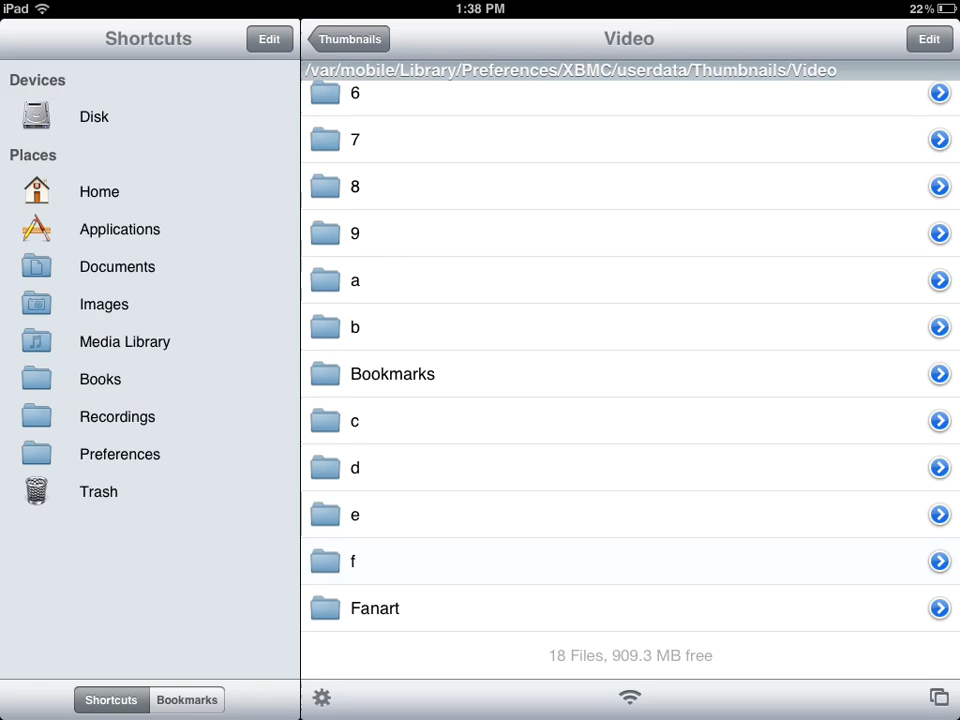 iPad
1:38 PM
22%
Shortcuts
Edit
Thumbnails
Video
Edit
/var/mobile/Library/Preferences/XBMC/userdata/Thumbnails/Video
Devices
Disk
Places
Home
Applications
Documents
Images
Media Library
Books
Recordings
Preferences
Trash
6
7
8
9
a
b
Bookmarks
c
d
e
f
Fanart
18 Files, 909.3 MB free
Shortcuts
Bookmarks